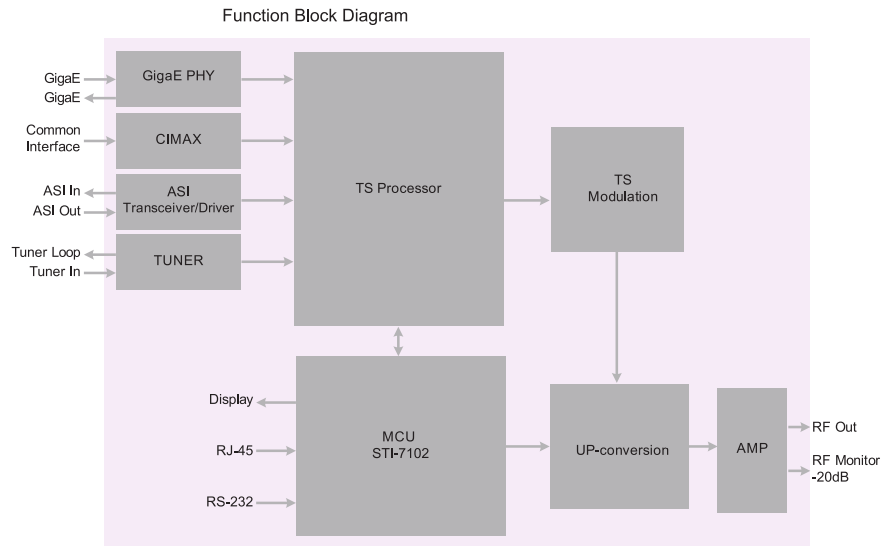 Function Block Diagram
GigaE
GigaE
GigaE PHY
Common
Interface
CIMAX
ASI In
ASI Out
ASI
Transceiver/Driver
Tuner Loop
Tuner In
TUNER
TS Processor
TS
Modulation
Display
RJ-45
RS-232
MCU
STI-7102
UP-conversion
AMP
RF Out
RF Monitor
-20dB